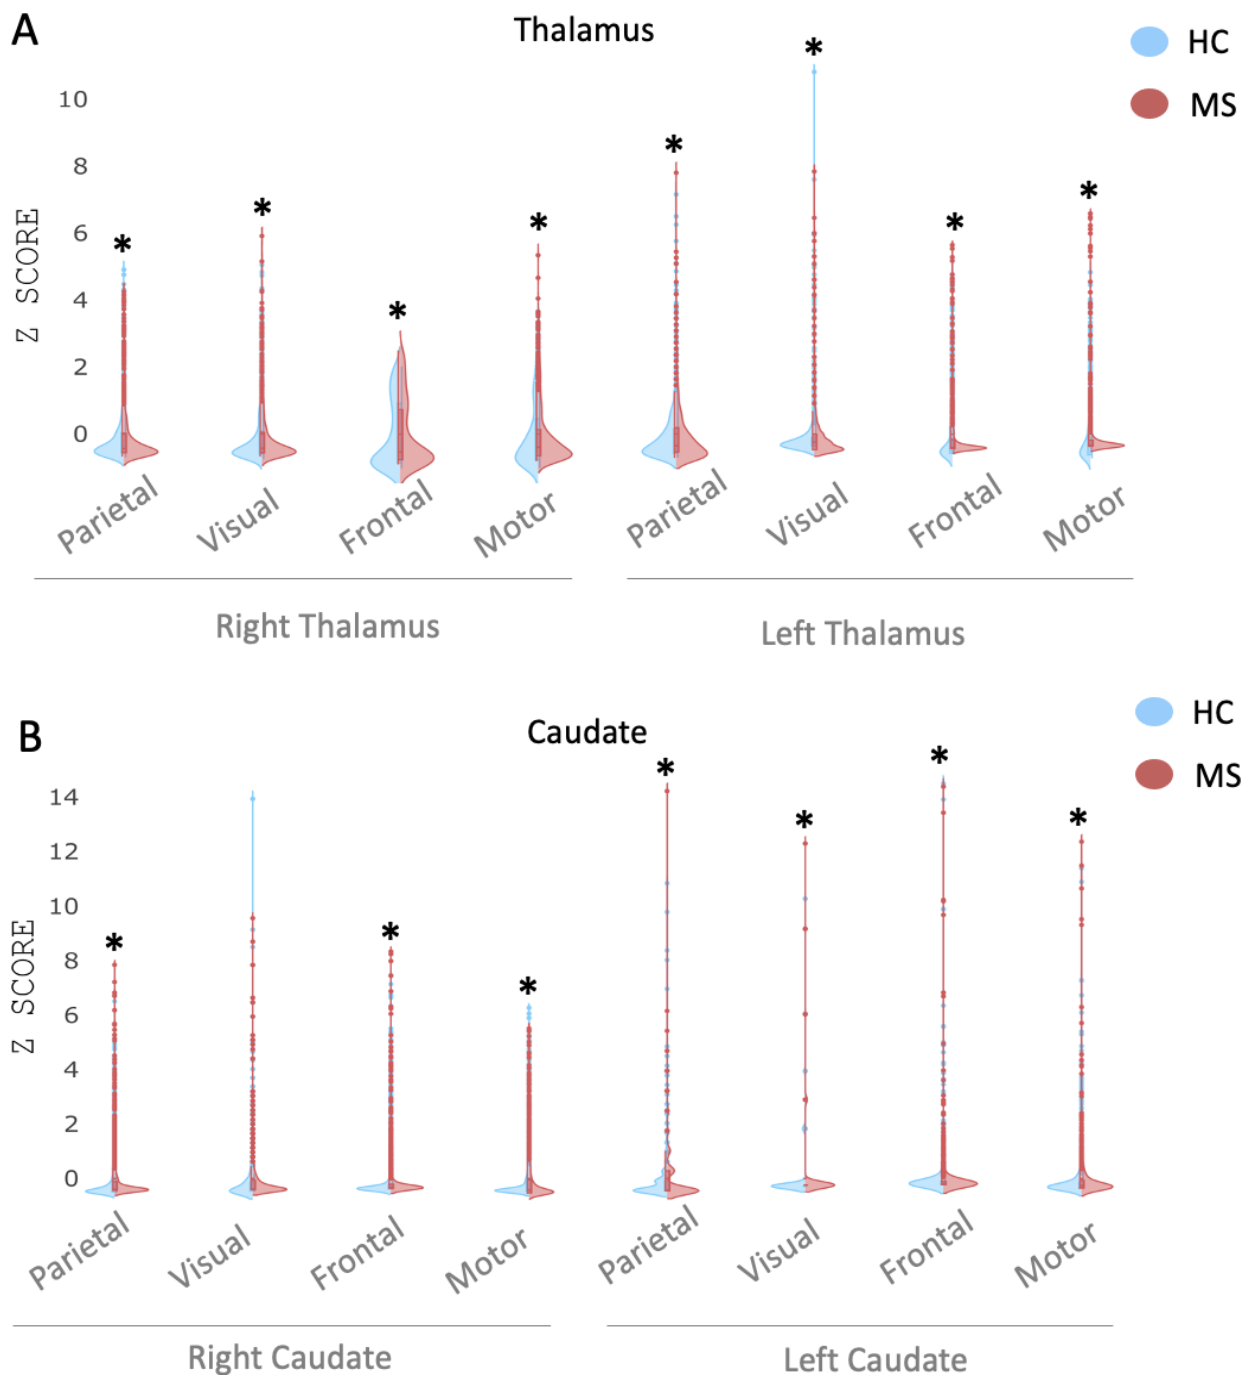 A
Thalamus
HC
MS
*
*
*
*
*
*
*
*
10
8
6
4
2
0
Z SCORE
Parietal
Visual
Frontal
Motor
Parietal
Visual
Frontal
Motor
Right Thalamus
Left Thalamus
B
Caudate
HC
MS
*
*
*
*
*
*
*
14
12
10
8
6
4
2
0
Z SCORE
Parietal
Visual
Frontal
Motor
Parietal
Visual
Frontal
Motor
Right Caudate
Left Caudate